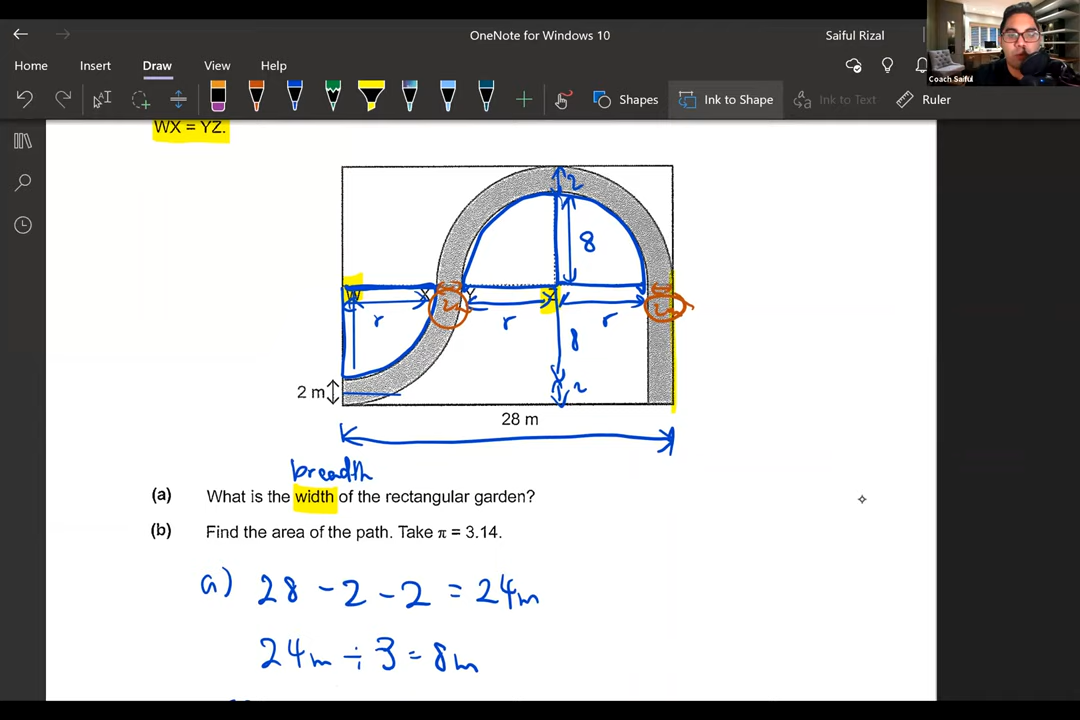 OneNote for Windows 10
Saiful Rizal
Coach Saiful
Home Insert Draw View Help
Shapes Ink to Shape Ink to Text Ruler
WX = YZ.
2
8
W X Y
r r r
2m 2m
8
2 m
2
28 m
breadth
(a) What is the width of the rectangular garden?
(b) Find the area of the path. Take π = 3.14.
a) 28 - 2 - 2 = 24m
24m ÷ 3 = 8m